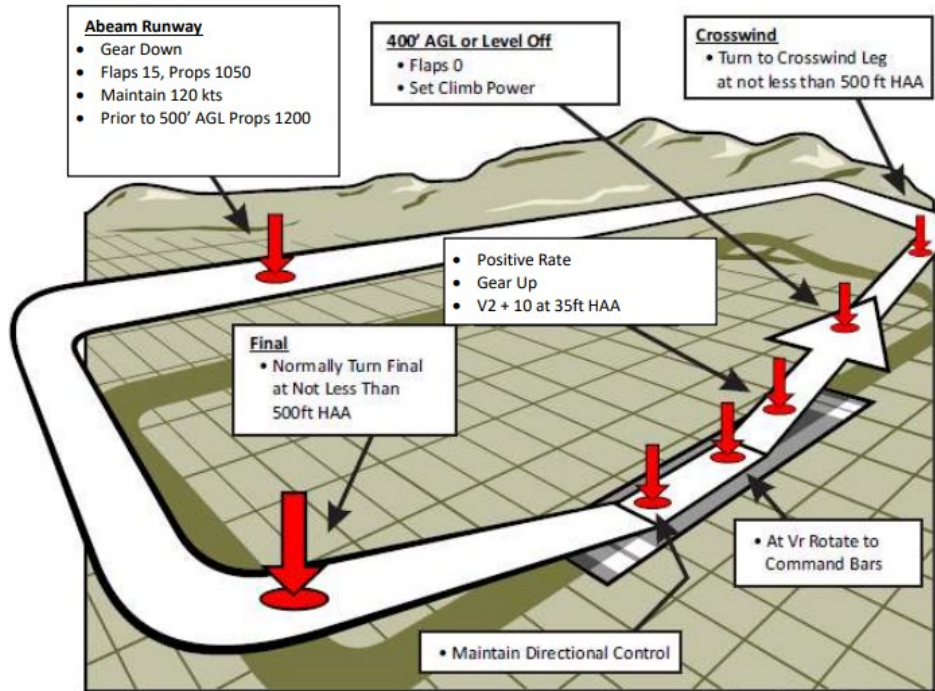 Abeam Runway
• Gear Down
• Flaps 15, Props 1050
• Maintain 120 kts
• Prior to 500' AGL Props 1200
400' AGL or Level Off
• Flaps 0
• Set Climb Power
Crosswind
• Turn to Crosswind Leg
at not less than 500 ft HAA
• Positive Rate
• Gear Up
• V2 + 10 at 35ft HAA
Final
• Normally Turn Final
at Not Less Than
500ft HAA
• At Vr Rotate to
Command Bars
• Maintain Directional Control